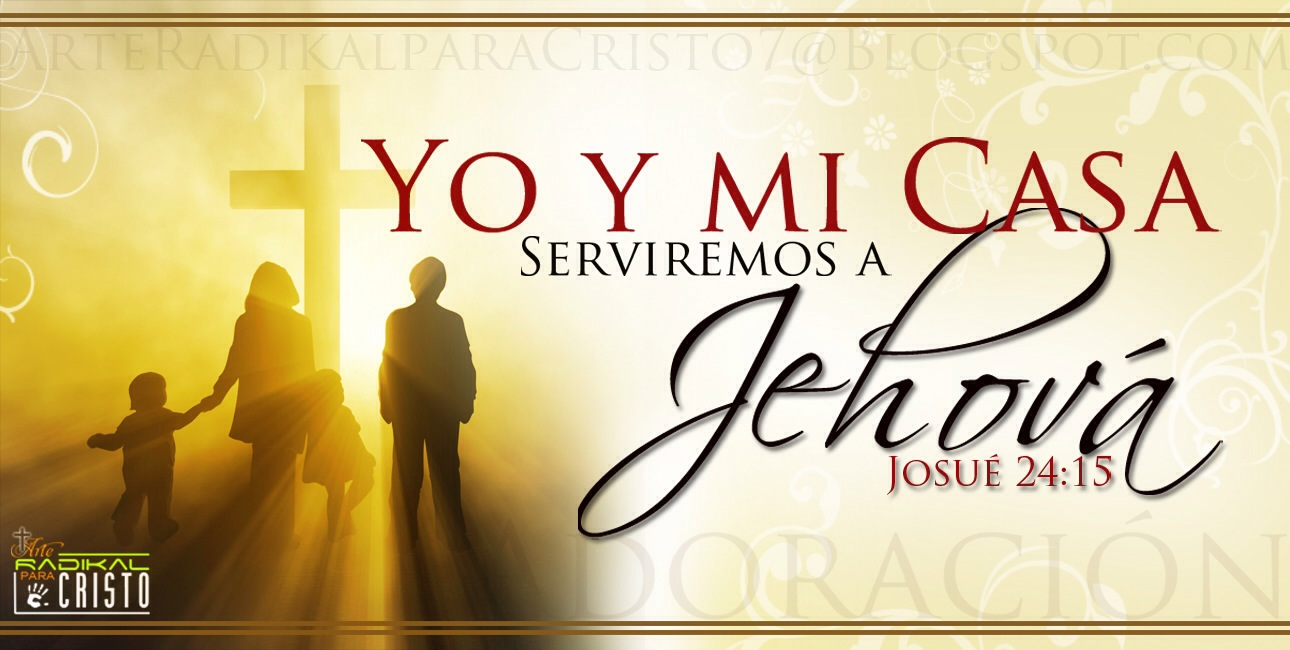 ArteRadikalparaCristo7@blogspot.com
Yo y mi Casa
Serviremos a
Jehová
Josué 24:15
Adoración
Arte
RADIKAL
PARA
CRISTO